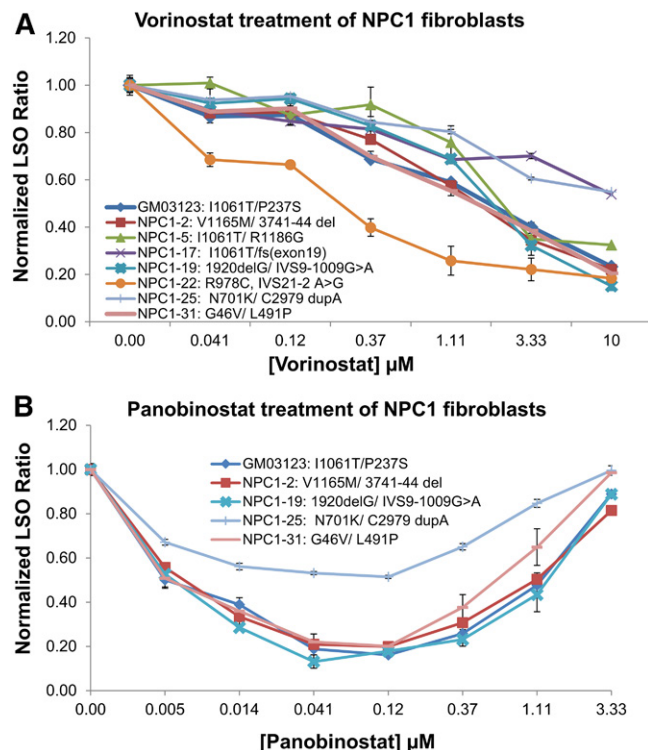 A
Vorinostat treatment of NPC1 fibroblasts
Normalized LSO Ratio
1.20
1.00
0.80
0.60
0.40
0.20
0.00
GM03123: I1061T/P237S
NPC1-2: V1165M/ 3741-44 del
NPC1-5: I1061T/ R1186G
NPC1-17: I1061T/fs(exon19)
NPC1-19: 1920delG/ IVS9-1009G>A
NPC1-22: R978C, IVS21-2 A>G
NPC1-25: N701K/ C2979 dupA
NPC1-31: G46V/ L491P
0.00 0.041 0.12 0.37 1.11 3.33 10
[Vorinostat] µM
B
Panobinostat treatment of NPC1 fibroblasts
Normalized LSO Ratio
1.20
1.00
0.80
0.60
0.40
0.20
0.00
GM03123: I1061T/P237S
NPC1-2: V1165M/ 3741-44 del
NPC1-19: 1920delG/ IVS9-1009G>A
NPC1-25: N701K/ C2979 dupA
NPC1-31: G46V/ L491P
0.00 0.005 0.014 0.041 0.12 0.37 1.11 3.33
[Panobinostat] µM